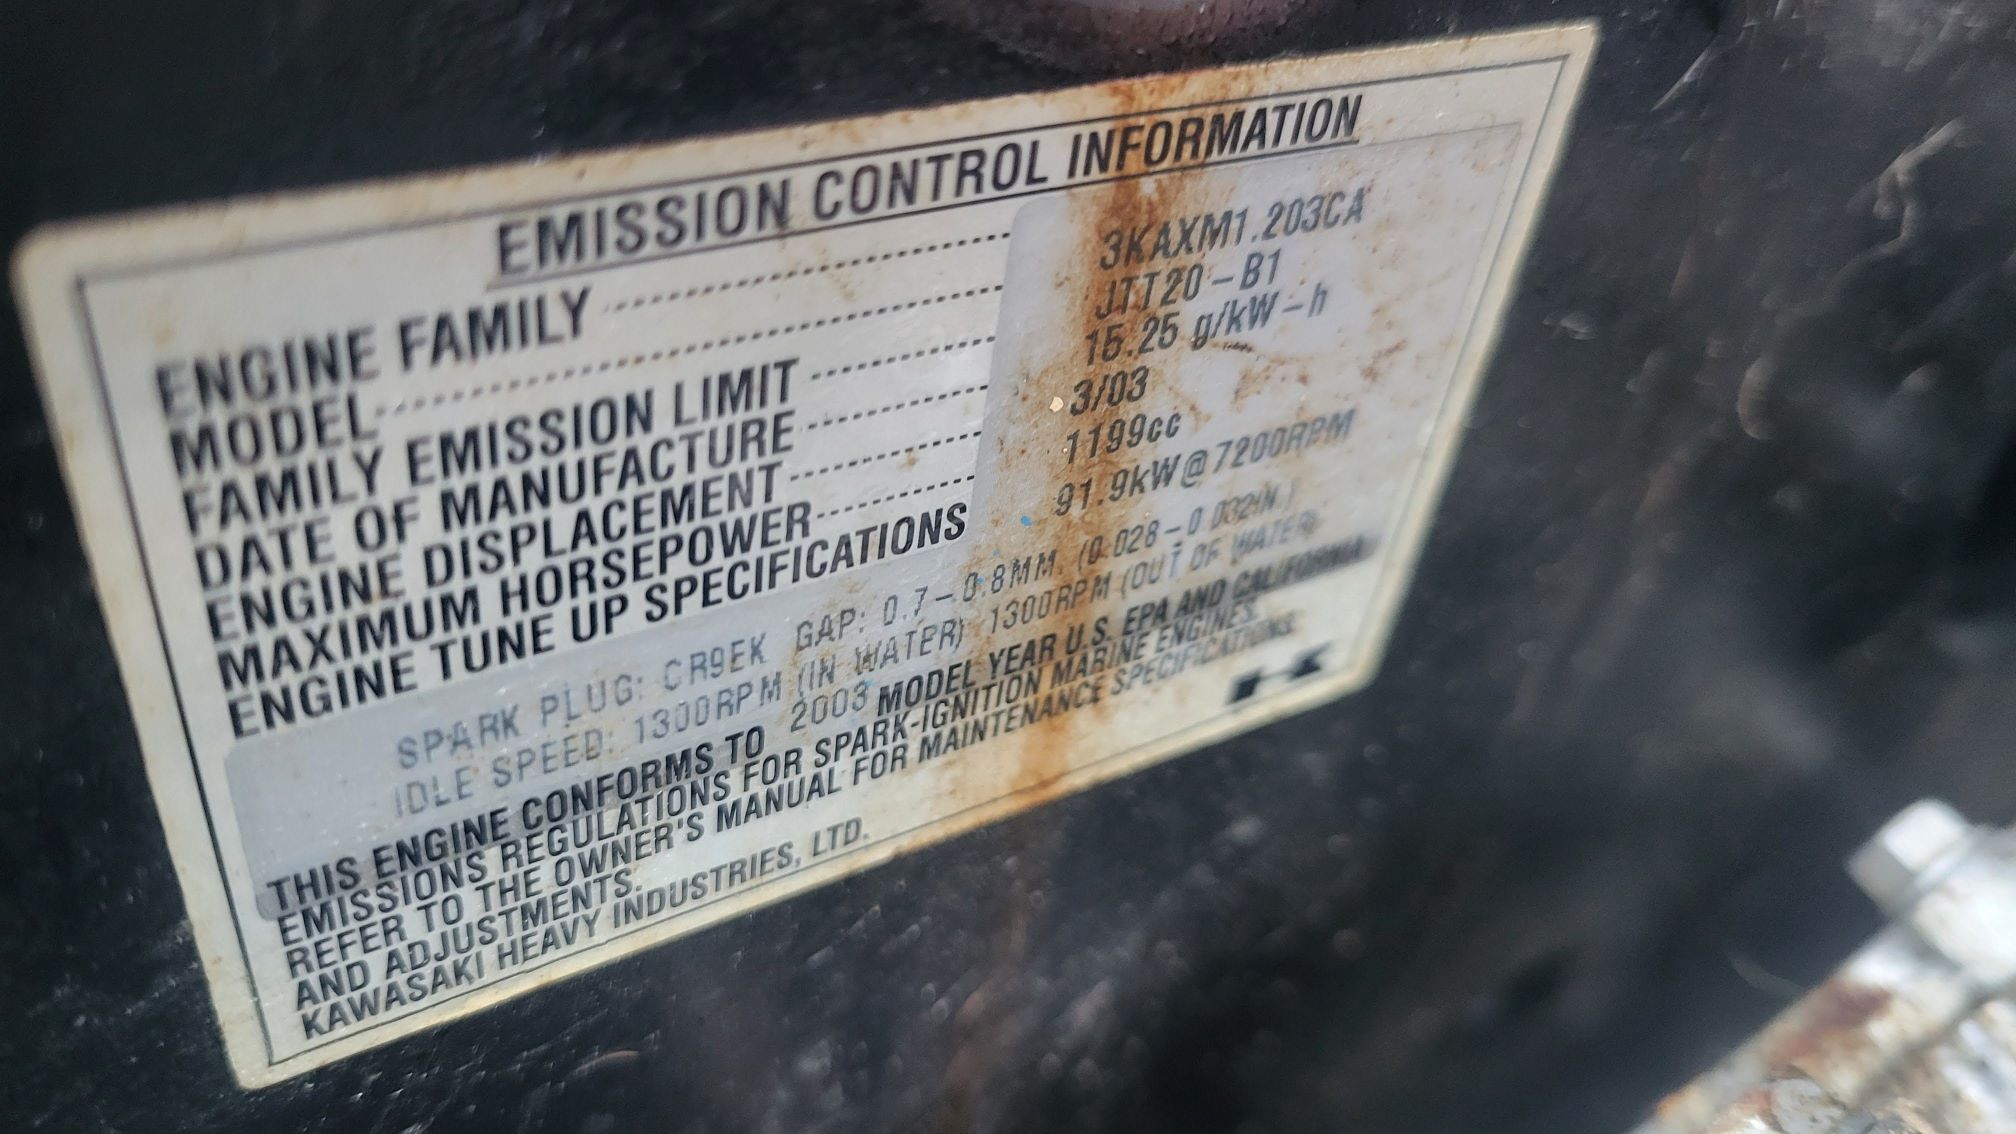 EMISSION CONTROL INFORMATION
ENGINE FAMILY 3KAXM1.203CA
MODEL JTT20-B1
FAMILY EMISSION LIMIT 15.25 g/kW-h
DATE OF MANUFACTURE 3/03
ENGINE DISPLACEMENT 1199cc
MAXIMUM HORSEPOWER 91.9kW@7200RPM
ENGINE TUNE UP SPECIFICATIONS
SPARK PLUG: CR9EK GAP: 0.7-0.8MM. (0.028-0.032IN.)
IDLE SPEED: 1300RPM (IN WATER) 1300RPM (OUT OF WATER)
THIS ENGINE CONFORMS TO 2003 MODEL YEAR U.S. EPA AND CALIFORNIA
EMISSIONS REGULATIONS FOR SPARK-IGNITION MARINE ENGINES.
REFER TO THE OWNER'S MANUAL FOR MAINTENANCE SPECIFICATIONS
AND ADJUSTMENTS.
KAWASAKI HEAVY INDUSTRIES, LTD.